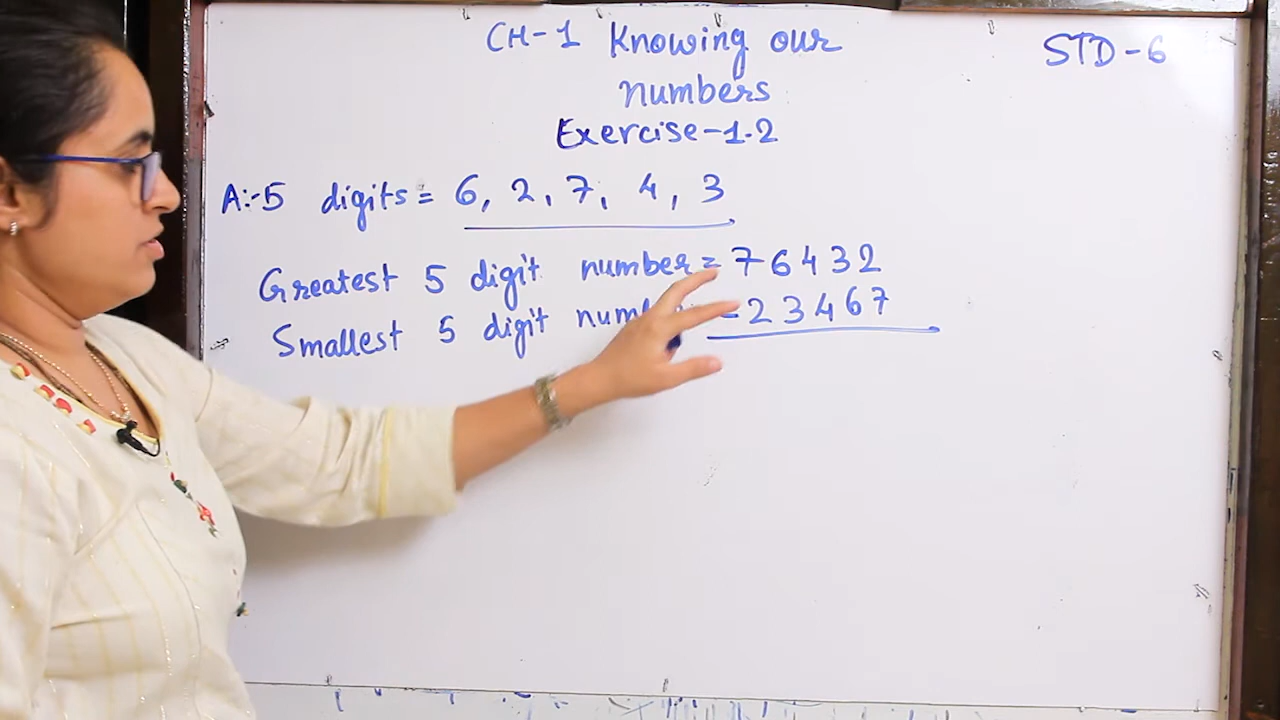 CH-1 Knowing our
STD-6
Numbers
Exercise-1.2
A:-5 digits = 6, 2, 7, 4, 3
Greatest 5 digit number = 76432
Smallest 5 digit - 23467